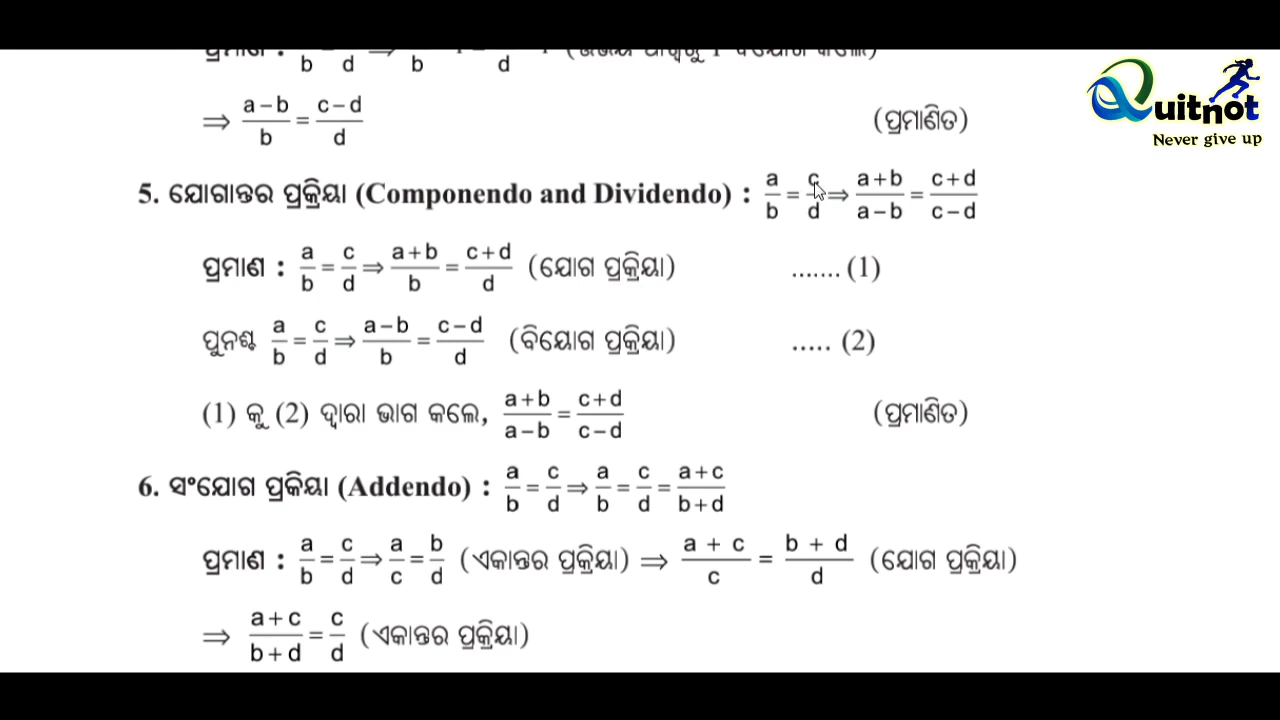 b d b d
⇒ (a−b)/b = (c−d)/d (ପ୍ରମାଣିତ)
Quitnot
Never give up
5. ଯୋଗାନ୍ତର ପ୍ରକ୍ରିୟା (Componendo and Dividendo) : a/b = c/d ⇒ (a+b)/(a−b) = (c+d)/(c−d)
ପ୍ରମାଣ : a/b = c/d ⇒ (a+b)/b = (c+d)/d (ଯୋଗ ପ୍ରକ୍ରିୟା) ....... (1)
ପୁନଶ୍ଚ a/b = c/d ⇒ (a−b)/b = (c−d)/d (ବିୟୋଗ ପ୍ରକ୍ରିୟା) ..... (2)
(1) କୁ (2) ଦ୍ୱାରା ଭାଗ କଲେ, (a+b)/(a−b) = (c+d)/(c−d) (ପ୍ରମାଣିତ)
6. ସଂଯୋଗ ପ୍ରକିୟା (Addendo) : a/b = c/d ⇒ a/b = c/d = (a+c)/(b+d)
ପ୍ରମାଣ : a/b = c/d ⇒ a/c = b/d (ଏକାନ୍ତର ପ୍ରକ୍ରିୟା) ⇒ (a + c)/c = (b + d)/d (ଯୋଗ ପ୍ରକ୍ରିୟା)
⇒ (a+c)/(b+d) = c/d (ଏକାନ୍ତର ପ୍ରକ୍ରିୟା)